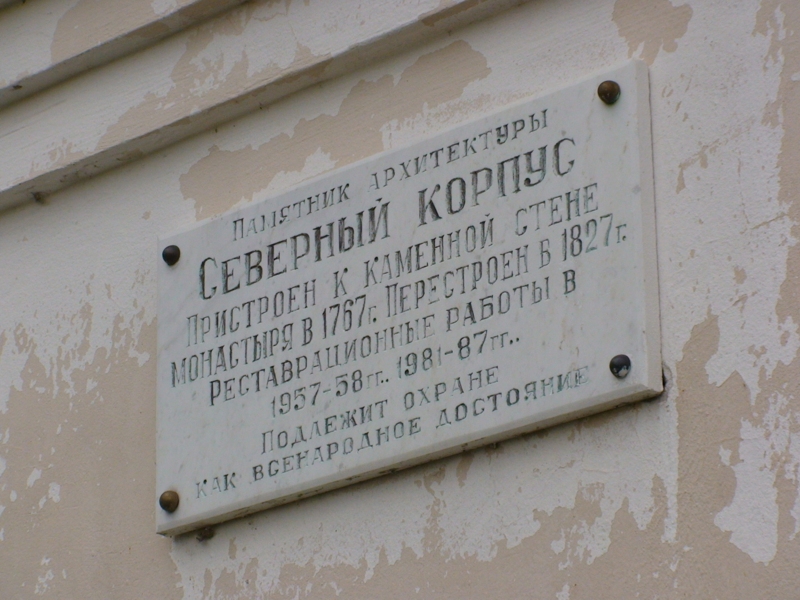 Памятник архитектуры
Северный корпус
Пристроен к каменной стене
монастыря в 1767г. Перестроен в 1827г.
Реставрационные работы в
1957-58гг.. 1981-87гг..
Подлежит охране
как всенародное достояние